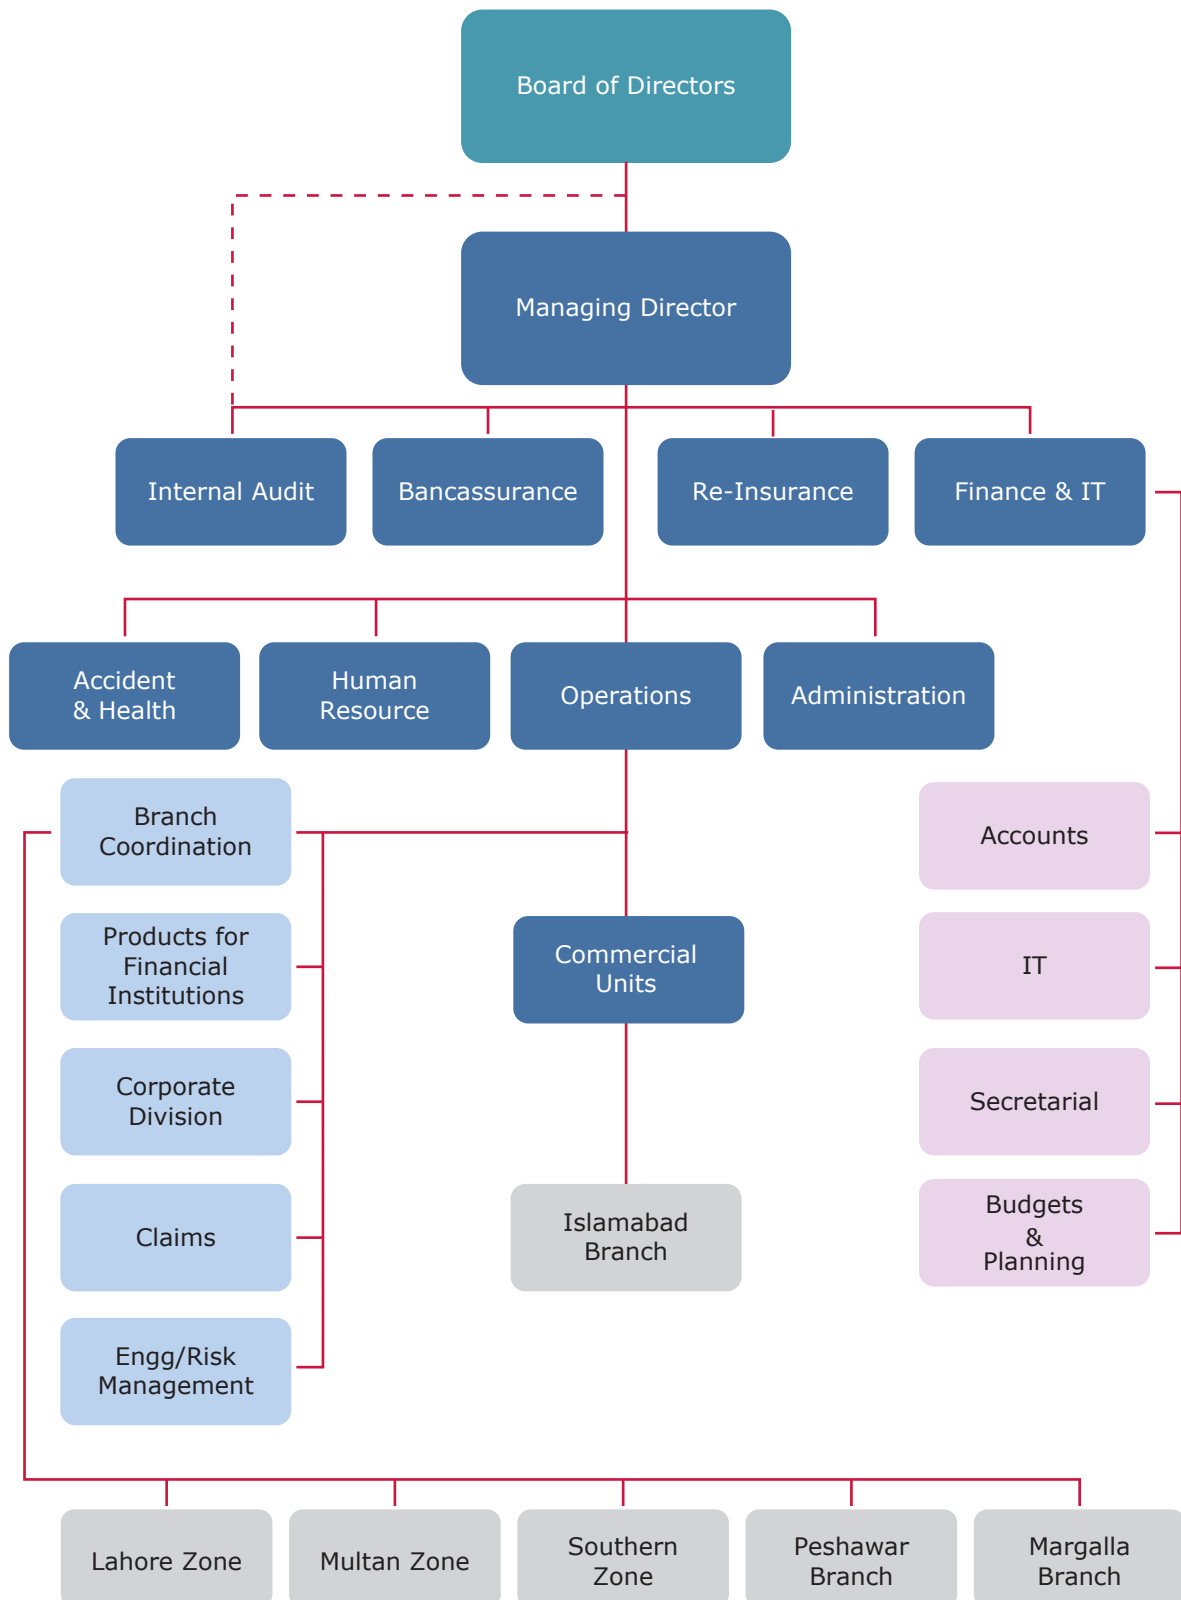 Board of Directors
Managing Director
Internal Audit
Bancassurance
Re-Insurance
Finance & IT
Accident
& Health
Human
Resource
Operations
Administration
Branch
Coordination
Products for
Financial
Institutions
Corporate
Division
Claims
Engg/Risk
Management
Commercial
Units
Islamabad
Branch
Accounts
IT
Secretarial
Budgets
&
Planning
Lahore Zone
Multan Zone
Southern
Zone
Peshawar
Branch
Margalla
Branch